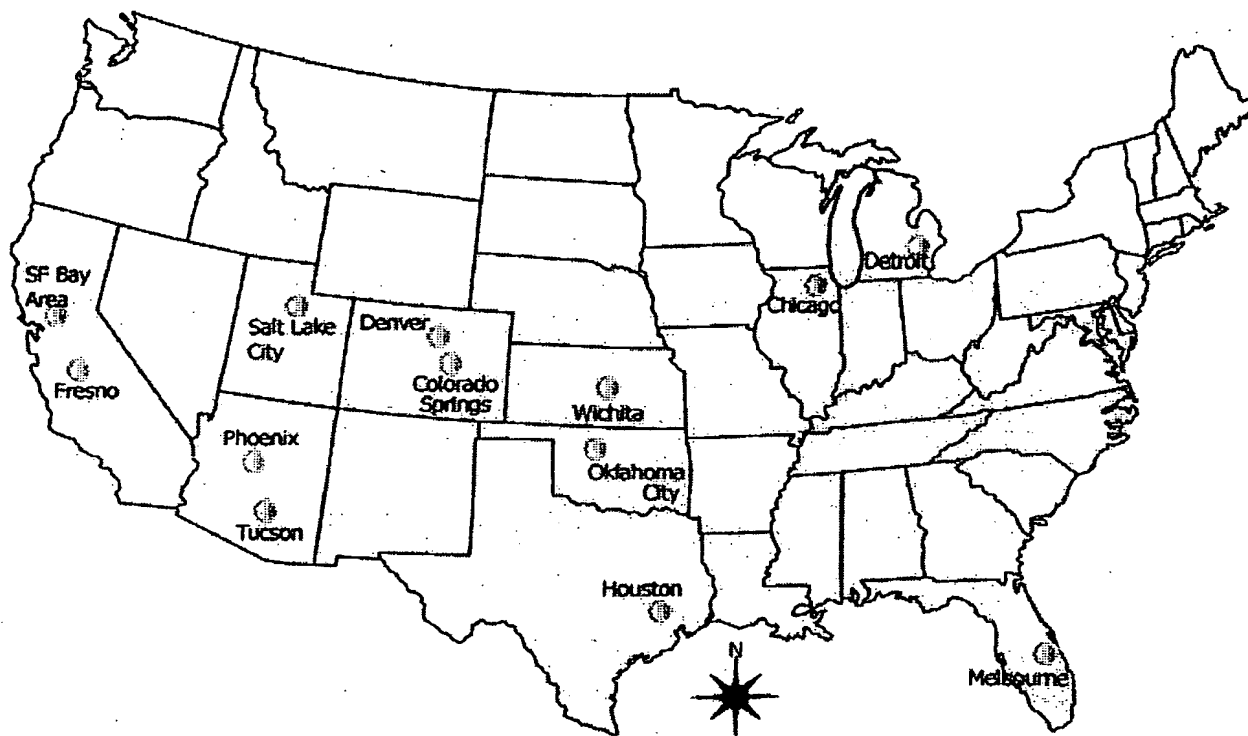 Detroit
SF Bay
Area
Chicago
Salt Lake
City
Denver
Colorado
Springs
Fresno
Wichita
Phoenix
Oklahoma
City
Tucson
Houston
N
Melbourne